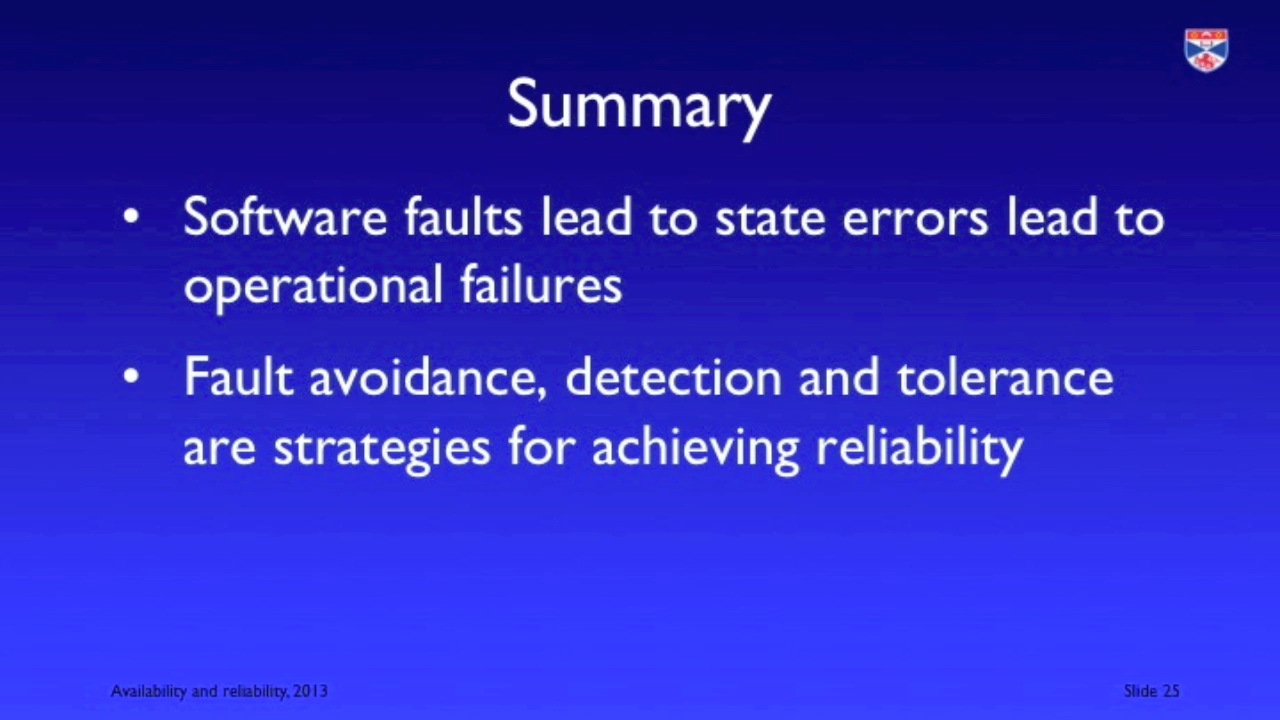 Summary
• Software faults lead to state errors lead to
operational failures
• Fault avoidance, detection and tolerance
are strategies for achieving reliability
Availability and reliability, 2013
Slide 25